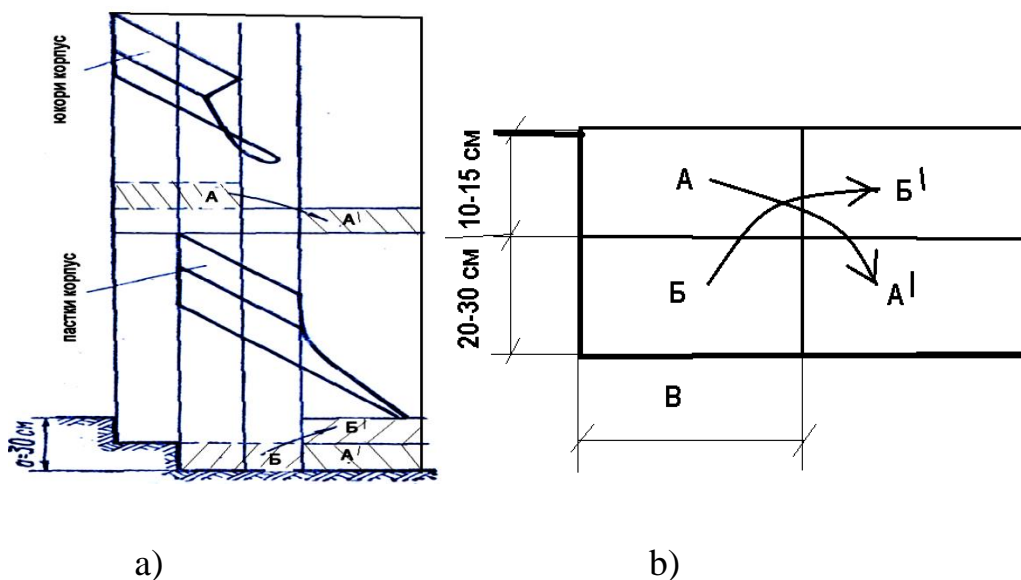 юкори корпус
А
А|
пастки корпус
Б|
Б
А|
а=30 см
10-15 см
20-30 см
А
Б|
Б
А|
В
a)
b)